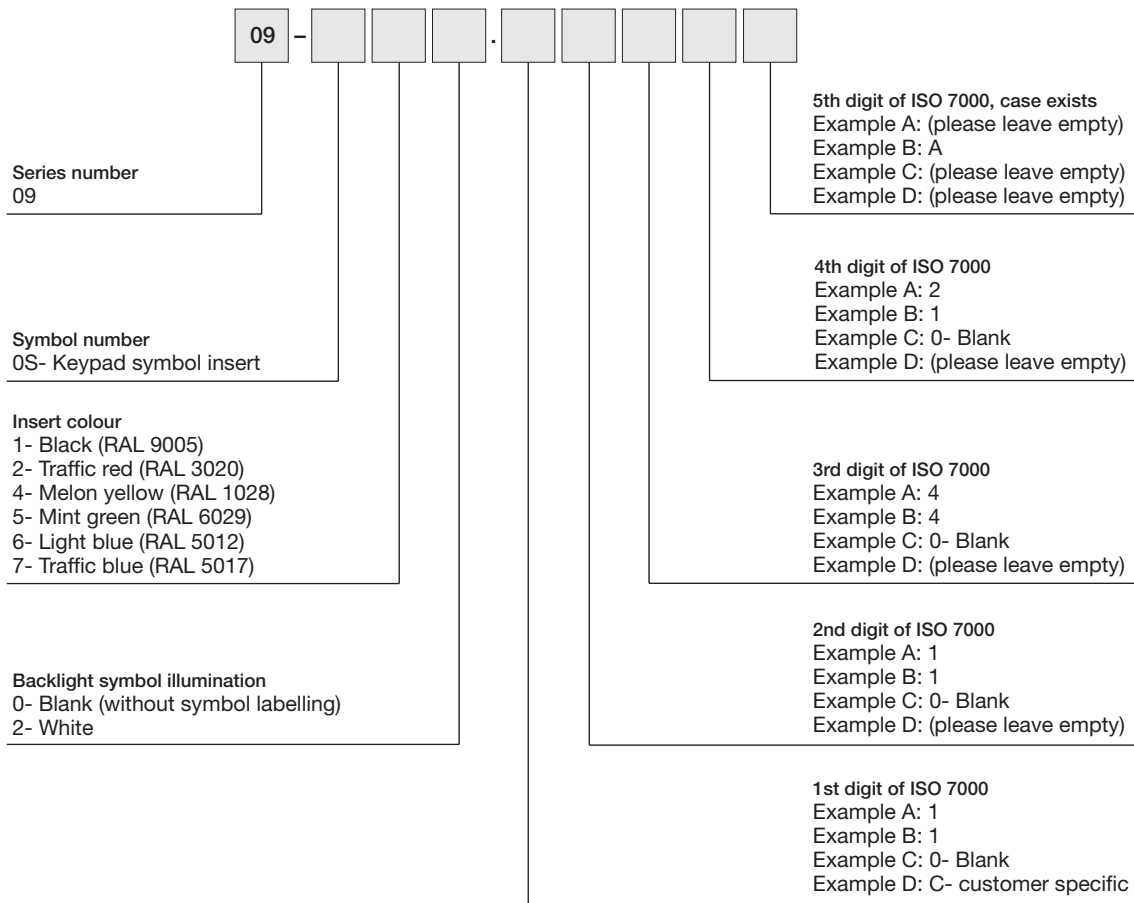 09 – .
Series number
09
Symbol number
0S- Keypad symbol insert
Insert colour
1- Black (RAL 9005)
2- Traffic red (RAL 3020)
4- Melon yellow (RAL 1028)
5- Mint green (RAL 6029)
6- Light blue (RAL 5012)
7- Traffic blue (RAL 5017)
Backlight symbol illumination
0- Blank (without symbol labelling)
2- White
5th digit of ISO 7000, case exists
Example A: (please leave empty)
Example B: A
Example C: (please leave empty)
Example D: (please leave empty)
4th digit of ISO 7000
Example A: 2
Example B: 1
Example C: 0- Blank
Example D: (please leave empty)
3rd digit of ISO 7000
Example A: 4
Example B: 4
Example C: 0- Blank
Example D: (please leave empty)
2nd digit of ISO 7000
Example A: 1
Example B: 1
Example C: 0- Blank
Example D: (please leave empty)
1st digit of ISO 7000
Example A: 1
Example B: 1
Example C: 0- Blank
Example D: C- customer specific